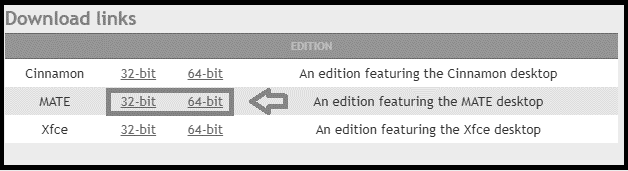 Download links
EDITION
Cinnamon 32-bit 64-bit An edition featuring the Cinnamon desktop
MATE 32-bit 64-bit An edition featuring the MATE desktop
Xfce 32-bit 64-bit An edition featuring the Xfce desktop